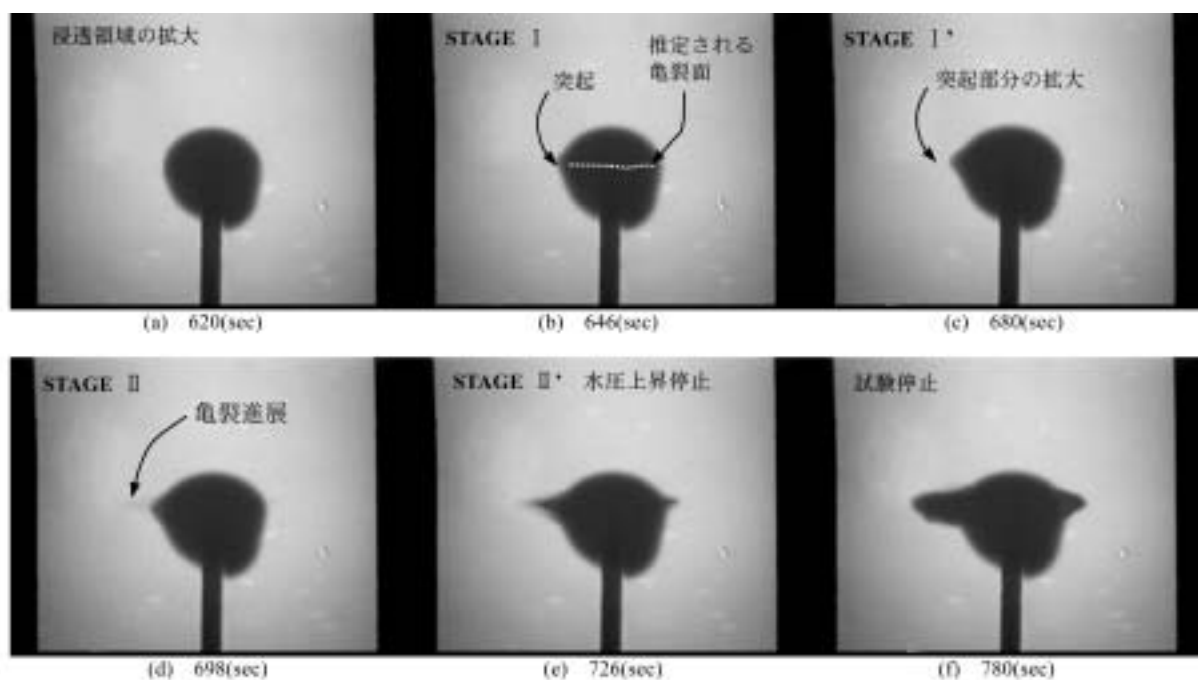 浸透領域の拡大
STAGE Ⅰ
推定される
亀裂面
突起
STAGE Ⅰ'
突起部分の拡大
(a) 620(sec)
(b) 646(sec)
(c) 680(sec)
STAGE Ⅱ
亀裂進展
STAGE Ⅱ' 水圧上昇停止
試験停止
(d) 698(sec)
(e) 726(sec)
(f) 780(sec)